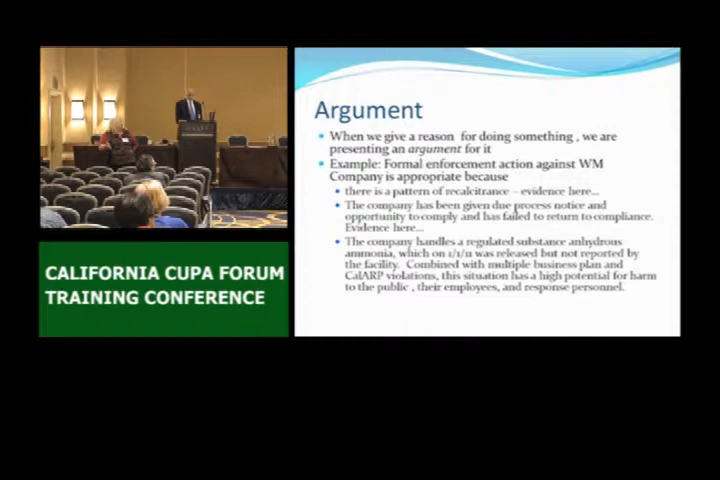 Argument
When we give a reason for doing something , we are
presenting an argument for it
Example: Formal enforcement action against WM
Company is appropriate because
there is a pattern of recalcitrance – evidence here...
The company has been given due process notice and
opportunity to comply and has failed to return to compliance.
Evidence here...
The company handles a regulated substance anhydrous
ammonia, which on 1/1/11 was released but not reported by
the facility. Combined with multiple business plan and
CalARP violations, this situation has a high potential for harm
to the public , their employees, and response personnel.
CALIFORNIA CUPA FORUM
TRAINING CONFERENCE